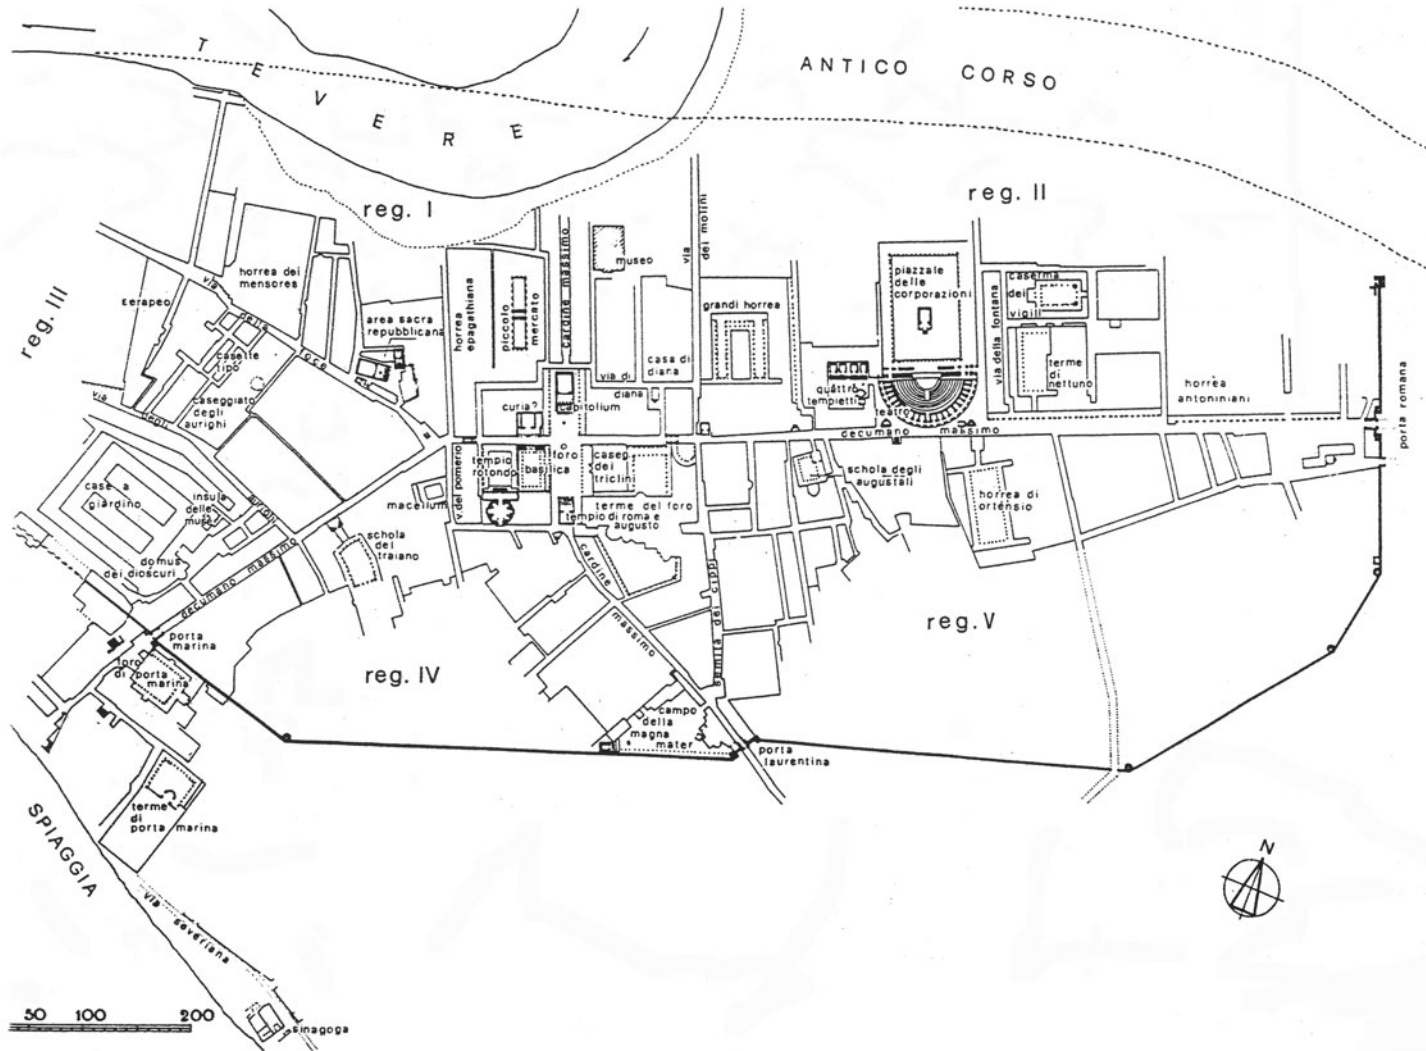 TEVERE
ANTICO CORSO
reg. I
reg. II
reg. III
via
dei molini
cardine massimo
museo
horrea dei
mensores
serapeo
via
della
foce
area sacra
repubblicana
horrea
epagathiana
piccolo
mercato
grandi horrea
piazzale
delle
corporazioni
via della fontana
caserma
dei
vigili
casette
tipo
caseggiato
degli
aurighi
via di
diana
casa di
diana
quattro
tempietti
terme
di
nettuno
horrea
antoniniani
porta romana
curia?
capitolium
teatro
decumano massimo
via
degli
aurighi
case a
giardino
insula
delle
muse
macellum
v. del pomerio
tempio
rotondo
basilica
foro
caseg.
dei
triclini
terme del foro
tempio di roma e
augusto
schola degli
augustali
horrea di
ortensio
domus
dei dioscuri
decumano massimo
schola
del
traiano
cardine
massimo
semita dei cippi
porta
marina
foro
di porta
marina
reg. IV
reg. V
campo
della
magna
mater
porta
laurentina
terme
di
porta marina
SPIAGGIA
via severiana
sinagoga
N
50 100 200